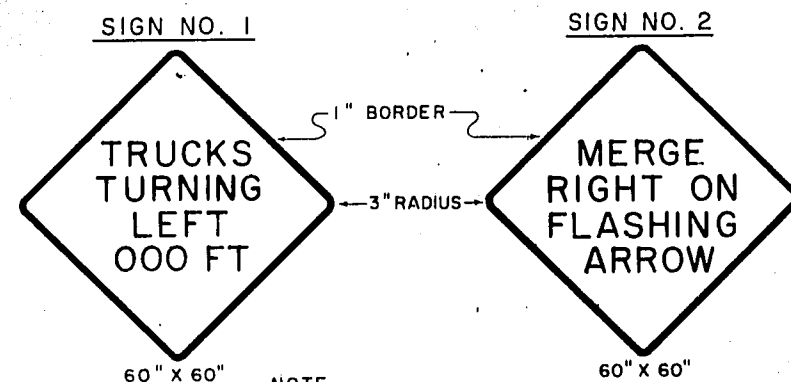 SIGN NO. 1
TRUCKS
TURNING
LEFT
000 FT
60" X 60"
1" BORDER
3" RADIUS
SIGN NO. 2
MERGE
RIGHT ON
FLASHING
ARROW
60" X 60"
NOTE